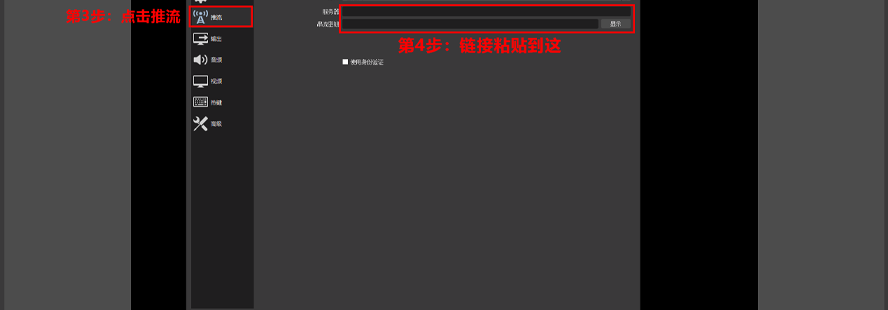 第3步：点击推流
推流
服务器
串流密钥
显示
第4步：链接粘贴到这
输出
音频
使用身份验证
视频
热键
高级